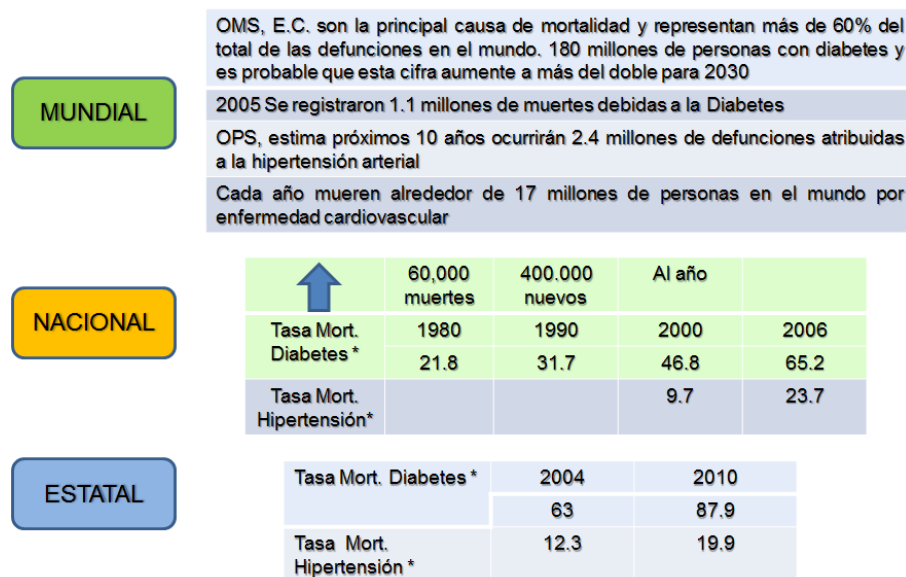 OMS, E.C. son la principal causa de mortalidad y representan más de 60% del
total de las defunciones en el mundo. 180 millones de personas con diabetes y
es probable que esta cifra aumente a más del doble para 2030
MUNDIAL
2005 Se registraron 1.1 millones de muertes debidas a la Diabetes
OPS, estima próximos 10 años ocurrirán 2.4 millones de defunciones atribuidas
a la hipertensión arterial
Cada año mueren alrededor de 17 millones de personas en el mundo por
enfermedad cardiovascular
NACIONAL
60,000 400.000 Al año
muertes nuevos
Tasa Mort. 1980 1990 2000 2006
Diabetes * 21.8 31.7 46.8 65.2
Tasa Mort. 9.7 23.7
Hipertensión*
ESTATAL
Tasa Mort. Diabetes * 2004 2010
63 87.9
Tasa Mort. 12.3 19.9
Hipertensión *